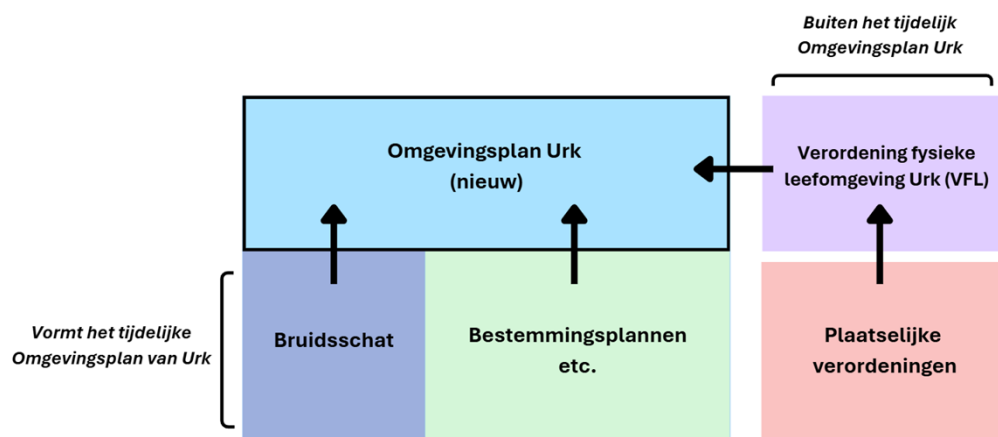 Buiten het tijdelijk
Omgevingsplan Urk
Omgevingsplan Urk
(nieuw)
Verordening fysieke
leefomgeving Urk (VFL)
Vormt het tijdelijke
Omgevingsplan van Urk
Bruidsschat
Bestemmingsplannen
etc.
Plaatselijke
verordeningen